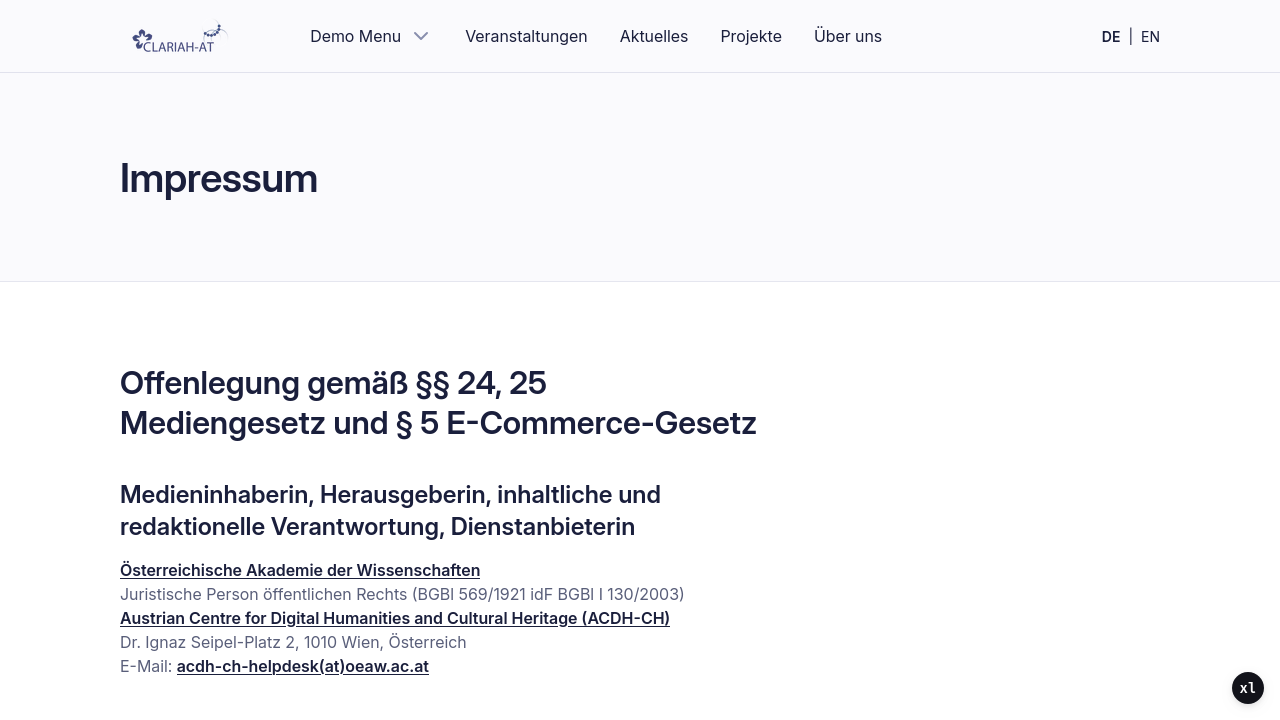 CLARIAH-AT
Demo Menu
Veranstaltungen
Aktuelles
Projekte
Über uns
DE | EN
Impressum
Offenlegung gemäß §§ 24, 25
Mediengesetz und § 5 E-Commerce-Gesetz
Medieninhaberin, Herausgeberin, inhaltliche und
redaktionelle Verantwortung, Dienstanbieterin
Österreichische Akademie der Wissenschaften
Juristische Person öffentlichen Rechts (BGBl 569/1921 idF BGBl I 130/2003)
Austrian Centre for Digital Humanities and Cultural Heritage (ACDH-CH)
Dr. Ignaz Seipel-Platz 2, 1010 Wien, Österreich
E-Mail: acdh-ch-helpdesk(at)oeaw.ac.at
xl